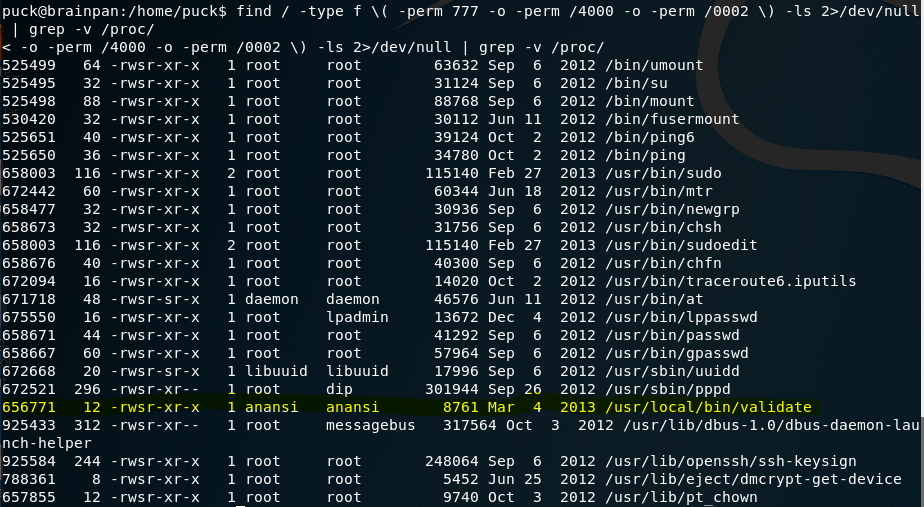 puck@brainpan:/home/puck$ find / -type f \( -perm 777 -o -perm /4000 -o -perm /0002 \) -ls 2>/dev/null
 | grep -v /proc/
< -o -perm /4000 -o -perm /0002 \) -ls 2>/dev/null | grep -v /proc/
525499   64 -rwsr-xr-x   1 root     root        63632 Sep  6  2012 /bin/umount
525495   32 -rwsr-xr-x   1 root     root        31124 Sep  6  2012 /bin/su
525498   88 -rwsr-xr-x   1 root     root        88768 Sep  6  2012 /bin/mount
530420   32 -rwsr-xr-x   1 root     root        30112 Jun 11  2012 /bin/fusermount
525651   40 -rwsr-xr-x   1 root     root        39124 Oct  2  2012 /bin/ping6
525650   36 -rwsr-xr-x   1 root     root        34780 Oct  2  2012 /bin/ping
658003  116 -rwsr-xr-x   2 root     root       115140 Feb 27  2013 /usr/bin/sudo
672442   60 -rwsr-xr-x   1 root     root        60344 Jun 18  2012 /usr/bin/mtr
658477   32 -rwsr-xr-x   1 root     root        30936 Sep  6  2012 /usr/bin/newgrp
658673   32 -rwsr-xr-x   1 root     root        31756 Sep  6  2012 /usr/bin/chsh
658003  116 -rwsr-xr-x   2 root     root       115140 Feb 27  2013 /usr/bin/sudoedit
658676   40 -rwsr-xr-x   1 root     root        40300 Sep  6  2012 /usr/bin/chfn
672094   16 -rwsr-xr-x   1 root     root        14020 Oct  2  2012 /usr/bin/traceroute6.iputils
671718   48 -rwsr-sr-x   1 daemon   daemon      46576 Jun 11  2012 /usr/bin/at
675550   16 -rwsr-xr-x   1 root     lpadmin     13672 Dec  4  2012 /usr/bin/lppasswd
658671   44 -rwsr-xr-x   1 root     root        41292 Sep  6  2012 /usr/bin/passwd
658667   60 -rwsr-xr-x   1 root     root        57964 Sep  6  2012 /usr/bin/gpasswd
672668   20 -rwsr-sr-x   1 libuuid  libuuid     17996 Sep  6  2012 /usr/sbin/uuidd
672521  296 -rwsr-xr--   1 root     dip        301944 Sep 26  2012 /usr/sbin/pppd
656771   12 -rwsr-xr-x   1 anansi   anansi       8761 Mar  4  2013 /usr/local/bin/validate
925433  312 -rwsr-xr--   1 root     messagebus   317564 Oct  3  2012 /usr/lib/dbus-1.0/dbus-daemon-lau
nch-helper
925584  244 -rwsr-xr-x   1 root     root       248064 Sep  6  2012 /usr/lib/openssh/ssh-keysign
788361    8 -rwsr-xr-x   1 root     root         5452 Jun 25  2012 /usr/lib/eject/dmcrypt-get-device
657855   12 -rwsr-xr-x   1 root     root         9740 Oct  3  2012 /usr/lib/pt_chown